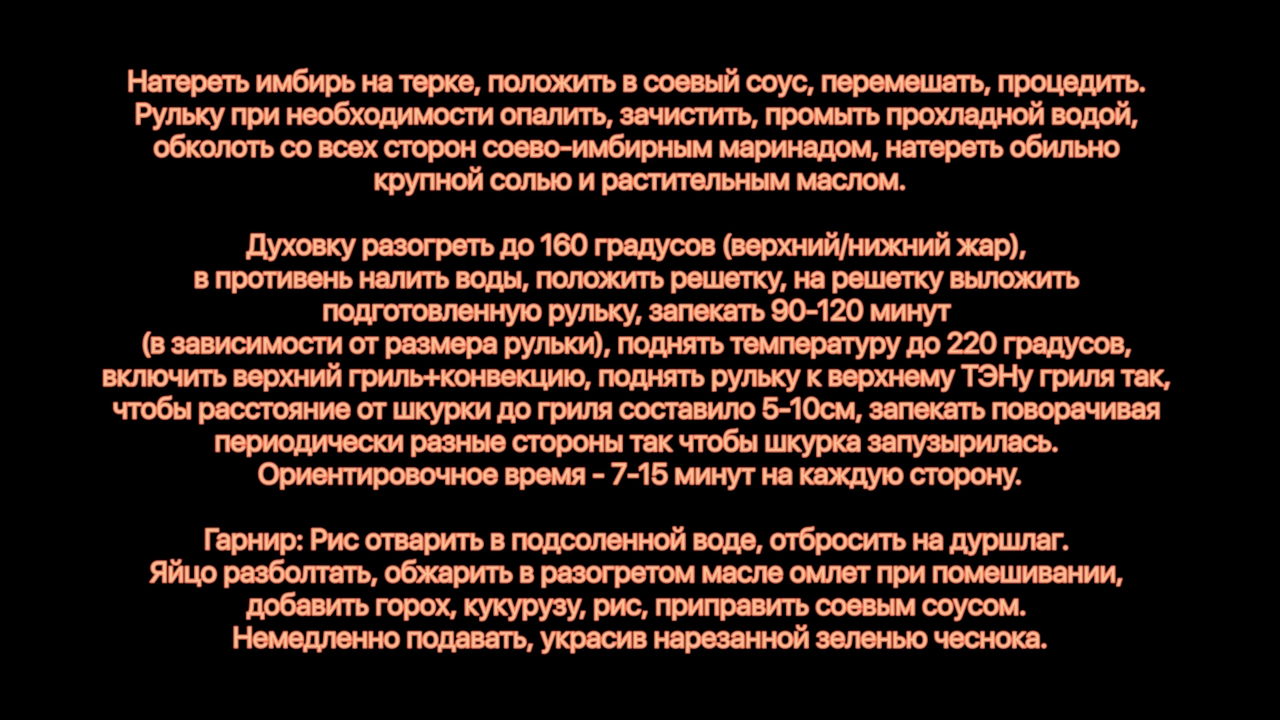 Натереть имбирь на терке, положить в соевый соус, перемешать, процедить.
Рульку при необходимости опалить, зачистить, промыть прохладной водой,
обколоть со всех сторон соево-имбирным маринадом, натереть обильно
крупной солью и растительным маслом.
Духовку разогреть до 160 градусов (верхний/нижний жар),
в противень налить воды, положить решетку, на решетку выложить
подготовленную рульку, запекать 90-120 минут
(в зависимости от размера рульки), поднять температуру до 220 градусов,
включить верхний гриль+конвекцию, поднять рульку к верхнему ТЭНу гриля так,
чтобы расстояние от шкурки до гриля составило 5-10см, запекать поворачивая
периодически разные стороны так чтобы шкурка запузырилась.
Ориентировочное время - 7-15 минут на каждую сторону.
Гарнир: Рис отварить в подсоленной воде, отбросить на дуршлаг.
Яйцо разболтать, обжарить в разогретом масле омлет при помешивании,
добавить горох, кукурузу, рис, приправить соевым соусом.
Немедленно подавать, украсив нарезанной зеленью чеснока.